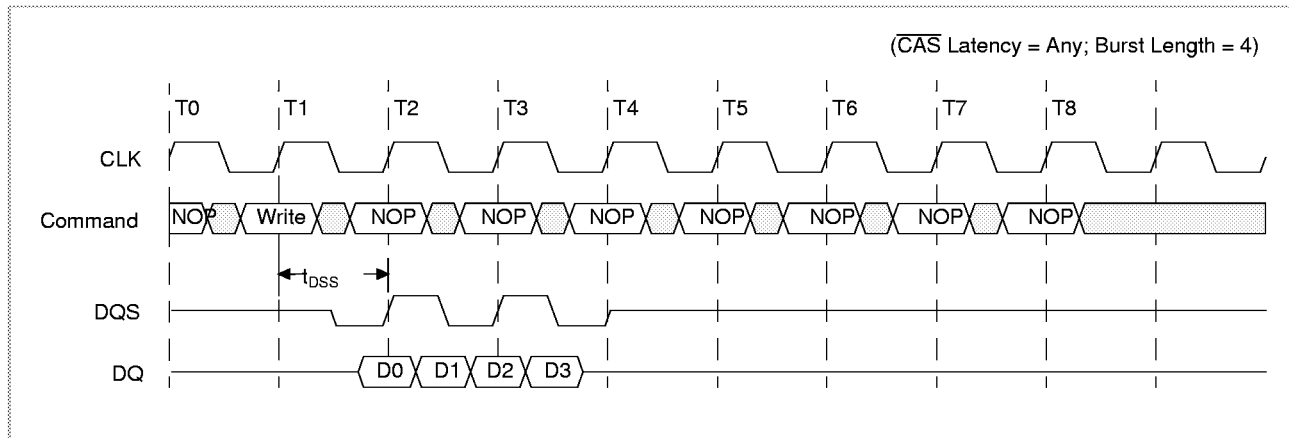 (CAS Latency = Any; Burst Length = 4)
T0 T1 T2 T3 T4 T5 T6 T7 T8
CLK
Command NOP Write NOP NOP NOP NOP NOP NOP NOP
tDSS
DQS
DQ D0 D1 D2 D3